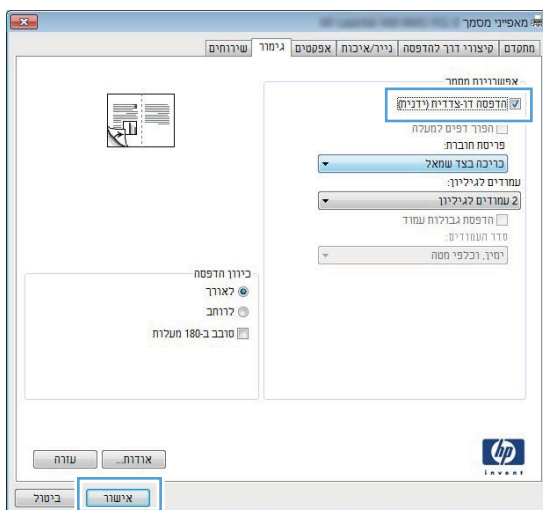 מאפייני מסמך
מתקדם
קיצורי דרך להדפסה
נייר/איכות
אפקטים
גימור
שירותים
אפשרויות מסמך
הדפסה דו-צדדית (ידנית)
הפוך דפים למעלה
פריסת חוברת:
כריכה בצד שמאל
עמודים לגיליון:
2 עמודים לגיליון
הדפסת גבולות עמוד
סדר העמודים:
ימין, וכלפי מטה
כיוון הדפסה
לאורך
לרוחב
סובב ב-180 מעלות
hp
invent
אודות...
עזרה
אישור
ביטול